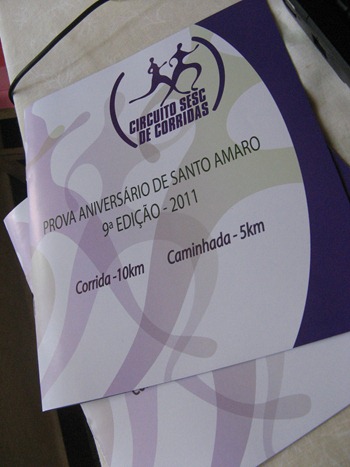 CIRCUITO SESC
DE CORRIDAS
PROVA ANIVERSÁRIO DE SANTO AMARO
9ª EDIÇÃO - 2011
Corrida -10km
Caminhada - 5km